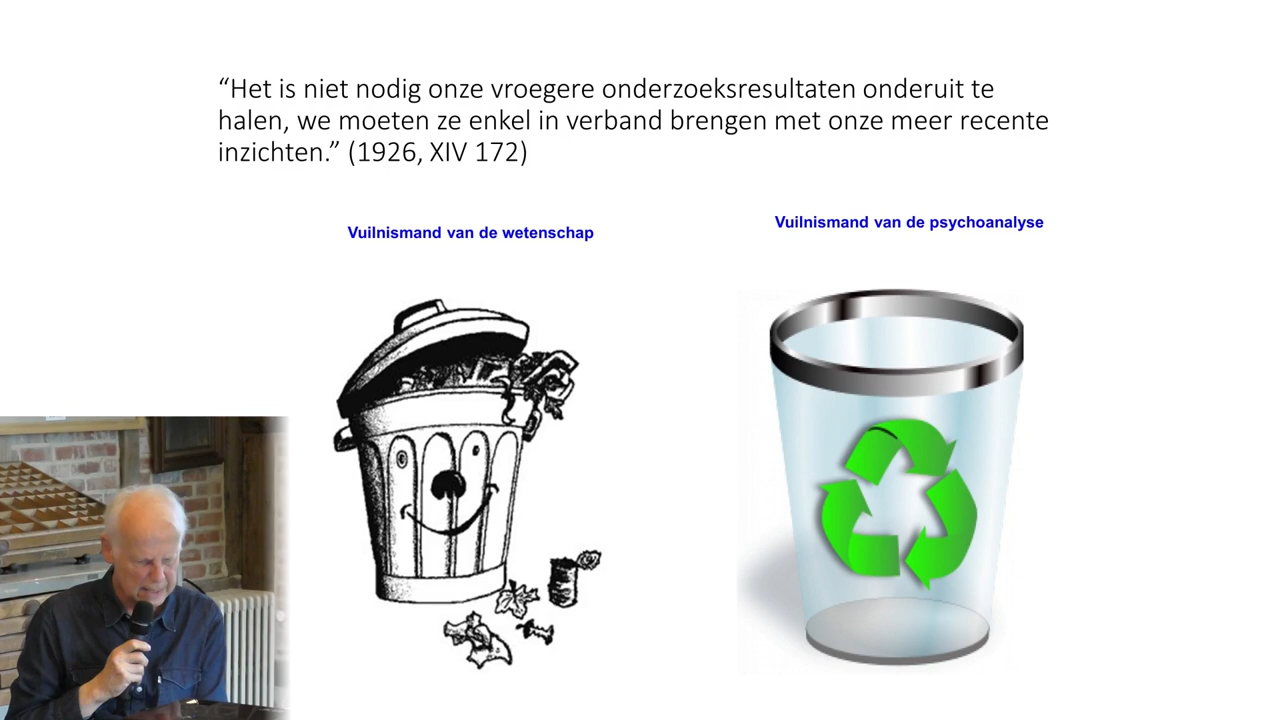 “Het is niet nodig onze vroegere onderzoeksresultaten onderuit te
halen, we moeten ze enkel in verband brengen met onze meer recente
inzichten.” (1926, XIV 172)
Vuilnismand van de wetenschap
Vuilnismand van de psychoanalyse